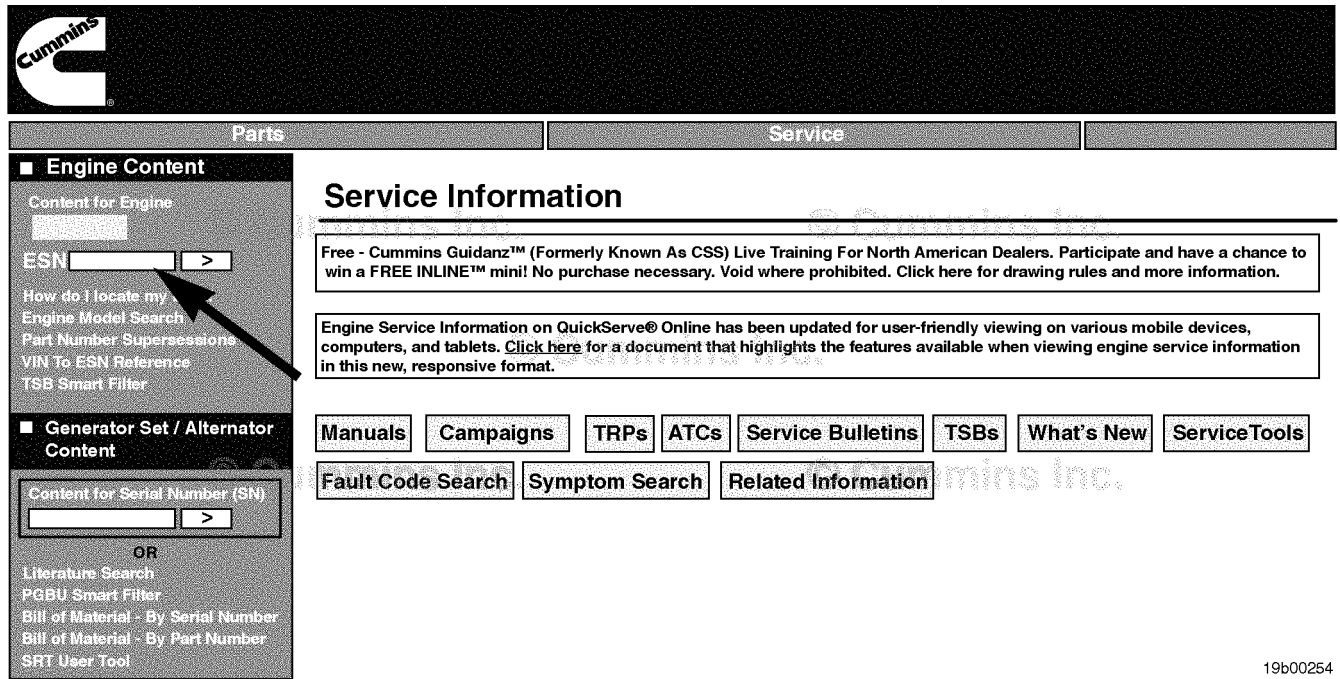 Cummins
®
Parts
Service
■ Engine Content
Content for Engine
ESN
>
How do I locate my
Engine Model Search
Part Number Supersessions
VIN To ESN Reference
TSB Smart Filter
■ Generator Set / Alternator
Content
Content for Serial Number (SN)
>
OR
Literature Search
PGBU Smart Filter
Bill of Material - By Serial Number
Bill of Material - By Part Number
SRT User Tool
Service Information
Free - Cummins Guidanz™ (Formerly Known As CSS) Live Training For North American Dealers. Participate and have a chance to
win a FREE INLINE™ mini! No purchase necessary. Void where prohibited. Click here for drawing rules and more information.
Engine Service Information on QuickServe® Online has been updated for user-friendly viewing on various mobile devices,
computers, and tablets. Click here for a document that highlights the features available when viewing engine service information
in this new, responsive format.
Manuals Campaigns TRPs ATCs Service Bulletins TSBs What's New ServiceTools
Fault Code Search Symptom Search Related Information
© Cummins Inc.
19b00254